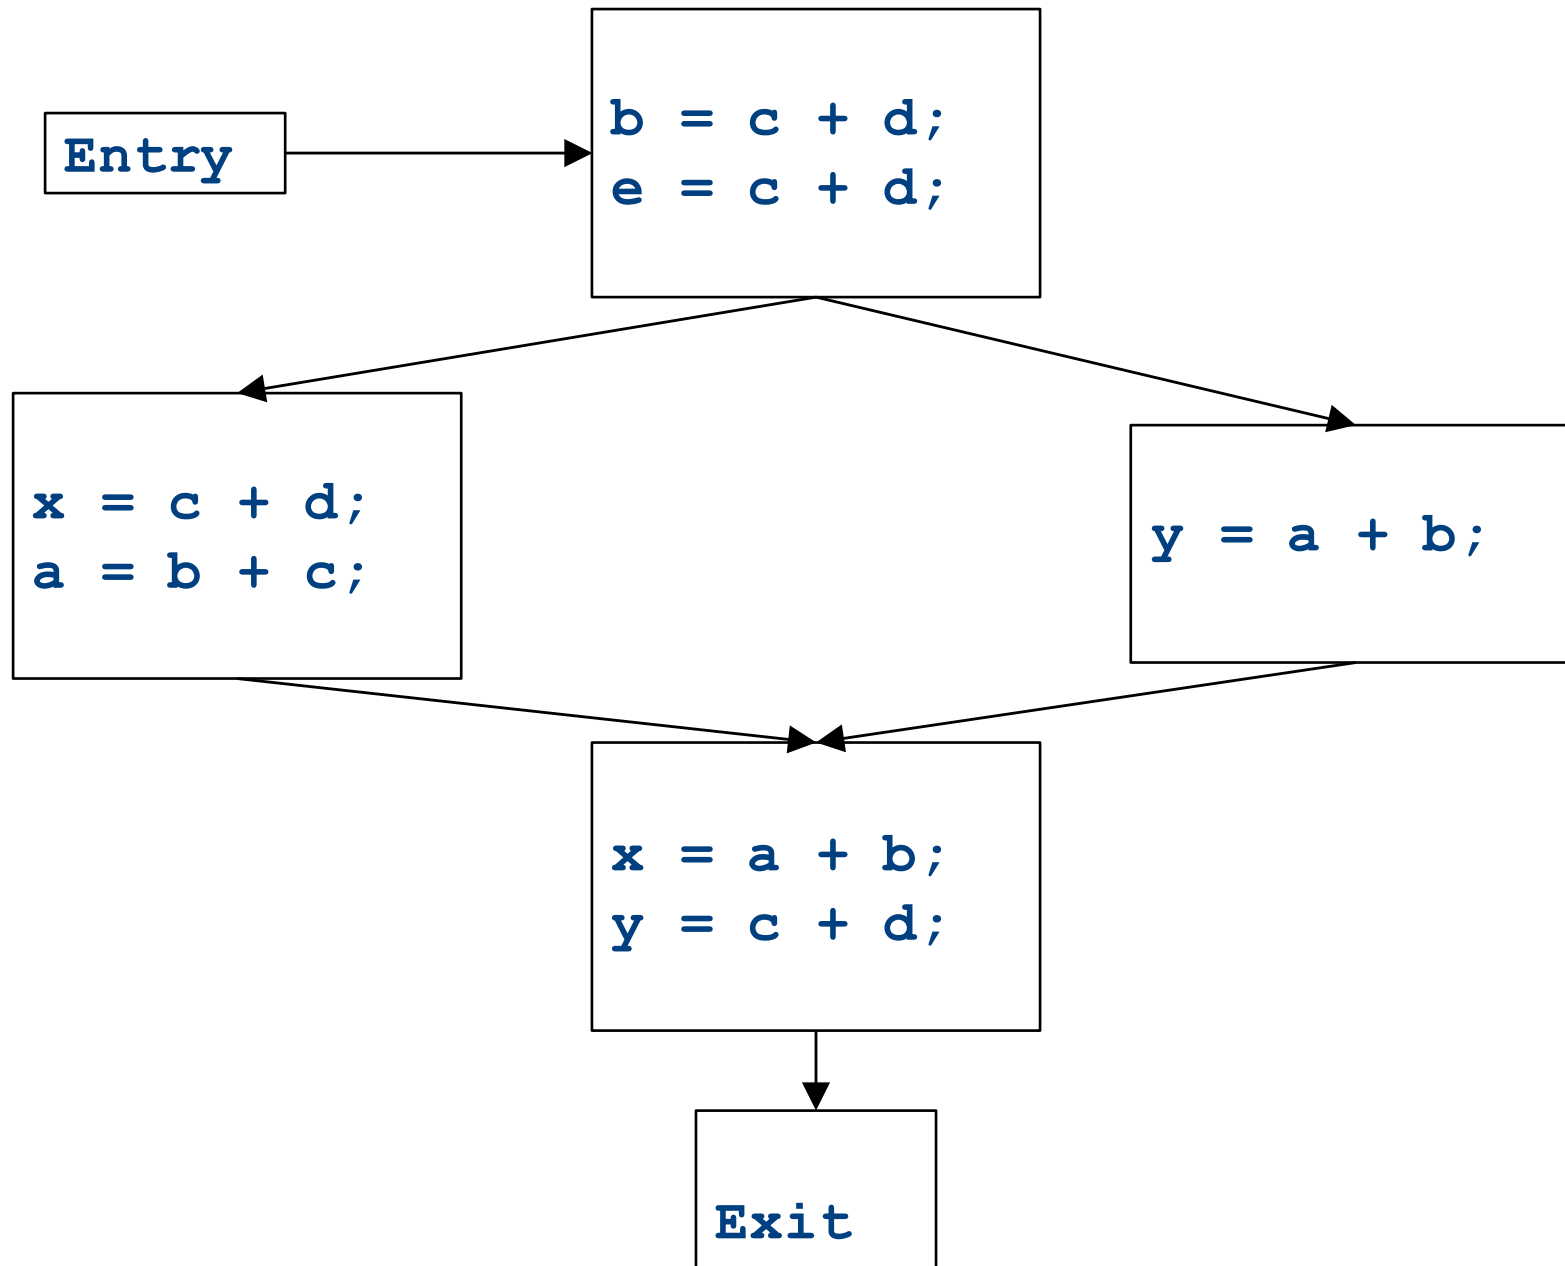 Entry
b = c + d;
e = c + d;
x = c + d;
a = b + c;
y = a + b;
x = a + b;
y = c + d;
Exit